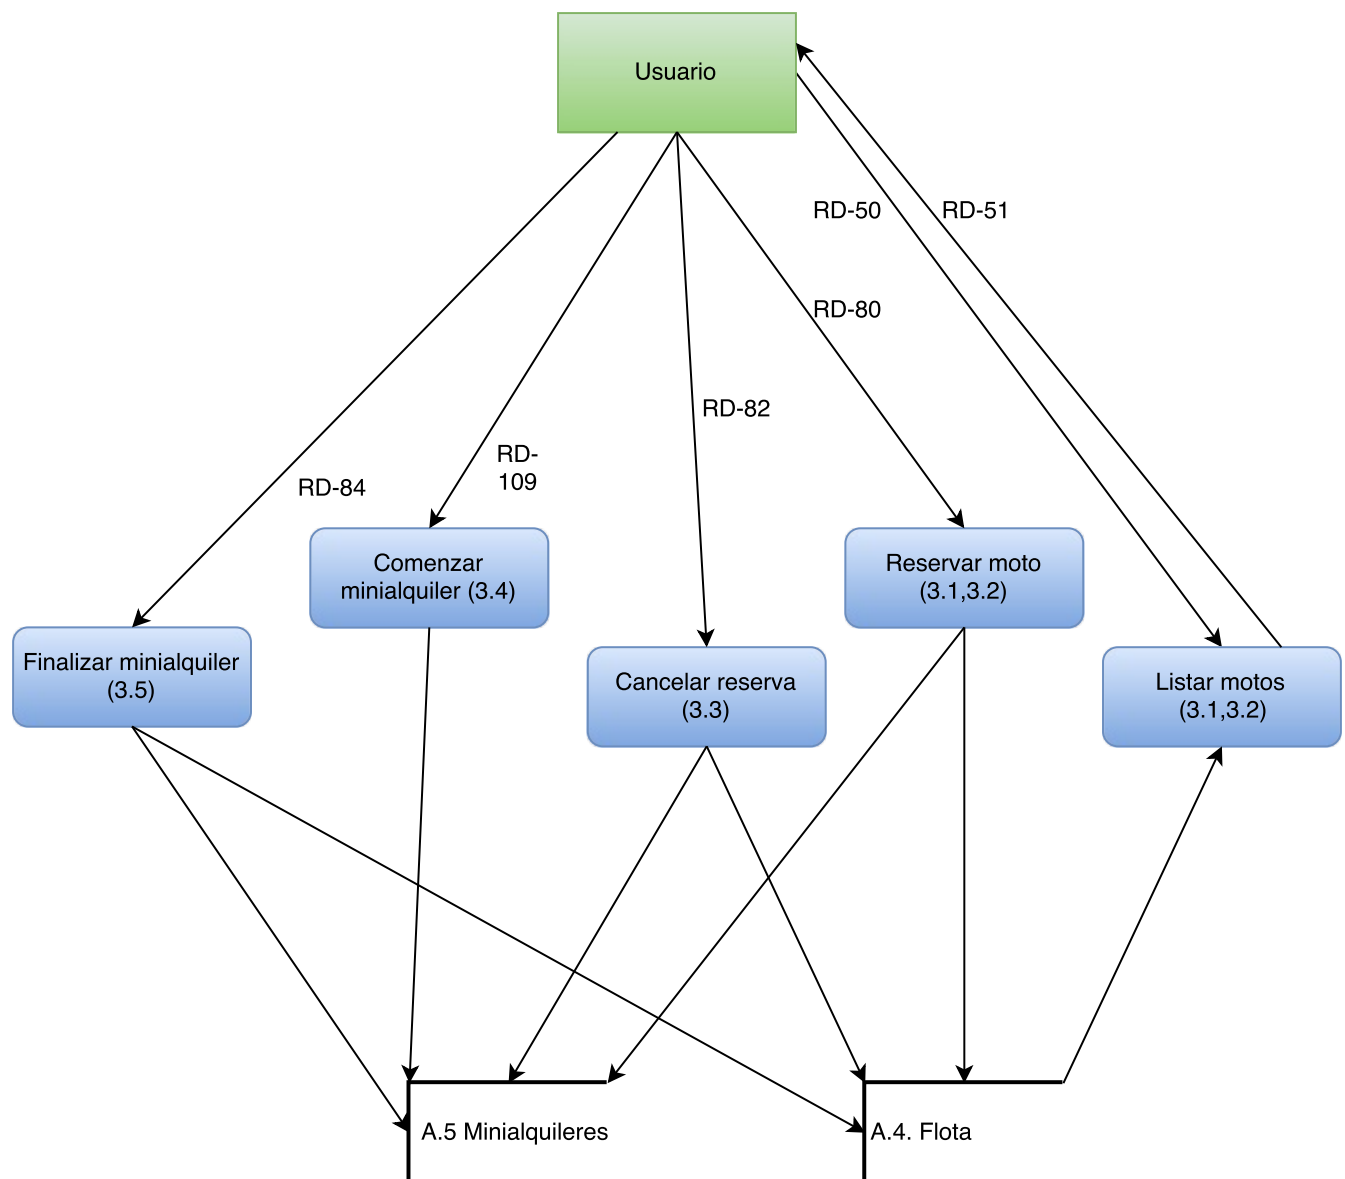 Usuario
RD-50
RD-51
RD-80
RD-82
RD-
109
RD-84
Comenzar
minialquiler (3.4)
Reservar moto
(3.1,3.2)
Finalizar minialquiler
(3.5)
Cancelar reserva
(3.3)
Listar motos
(3.1,3.2)
A.5 Minialquileres
A.4. Flota